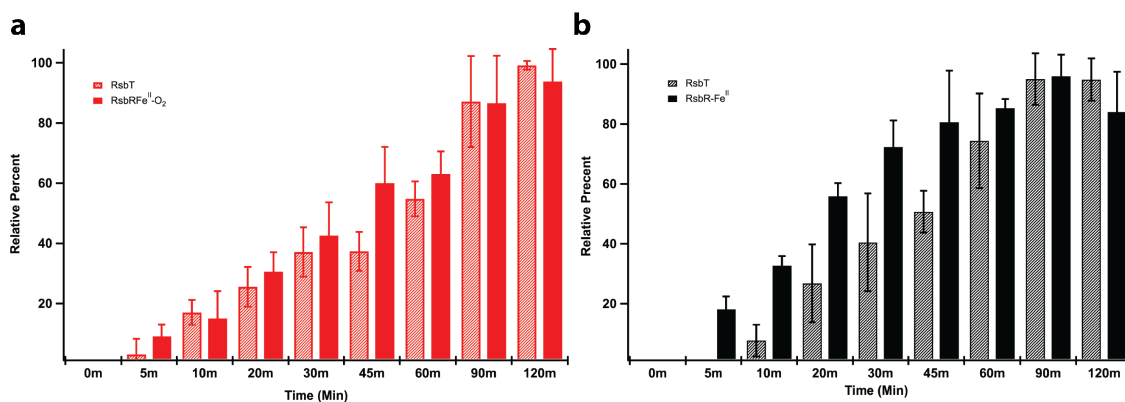 a
Relative Percent
100
80
60
40
20
RsbT
RsbRFeᴵᴵ-O₂
0m 5m 10m 20m 30m 45m 60m 90m 120m
Time (Min)
b
Relative Precent
100
80
60
40
20
RsbT
RsbR-Feᴵᴵ
0m 5m 10m 20m 30m 45m 60m 90m 120m
Time (Min)